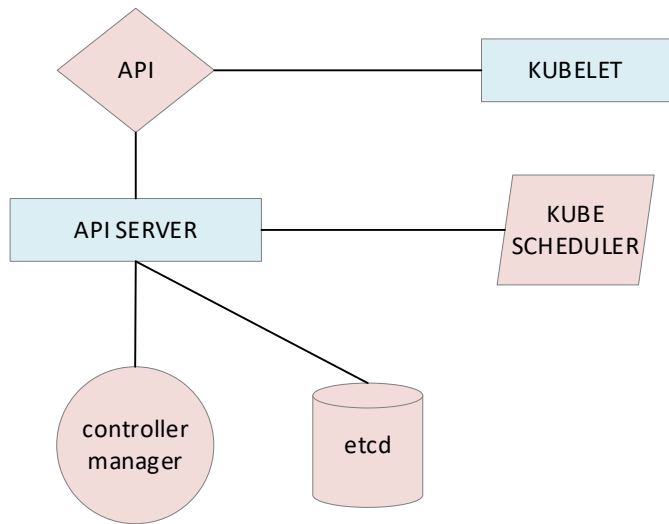 API
KUBELET
API SERVER
KUBE
SCHEDULER
controller
manager
etcd